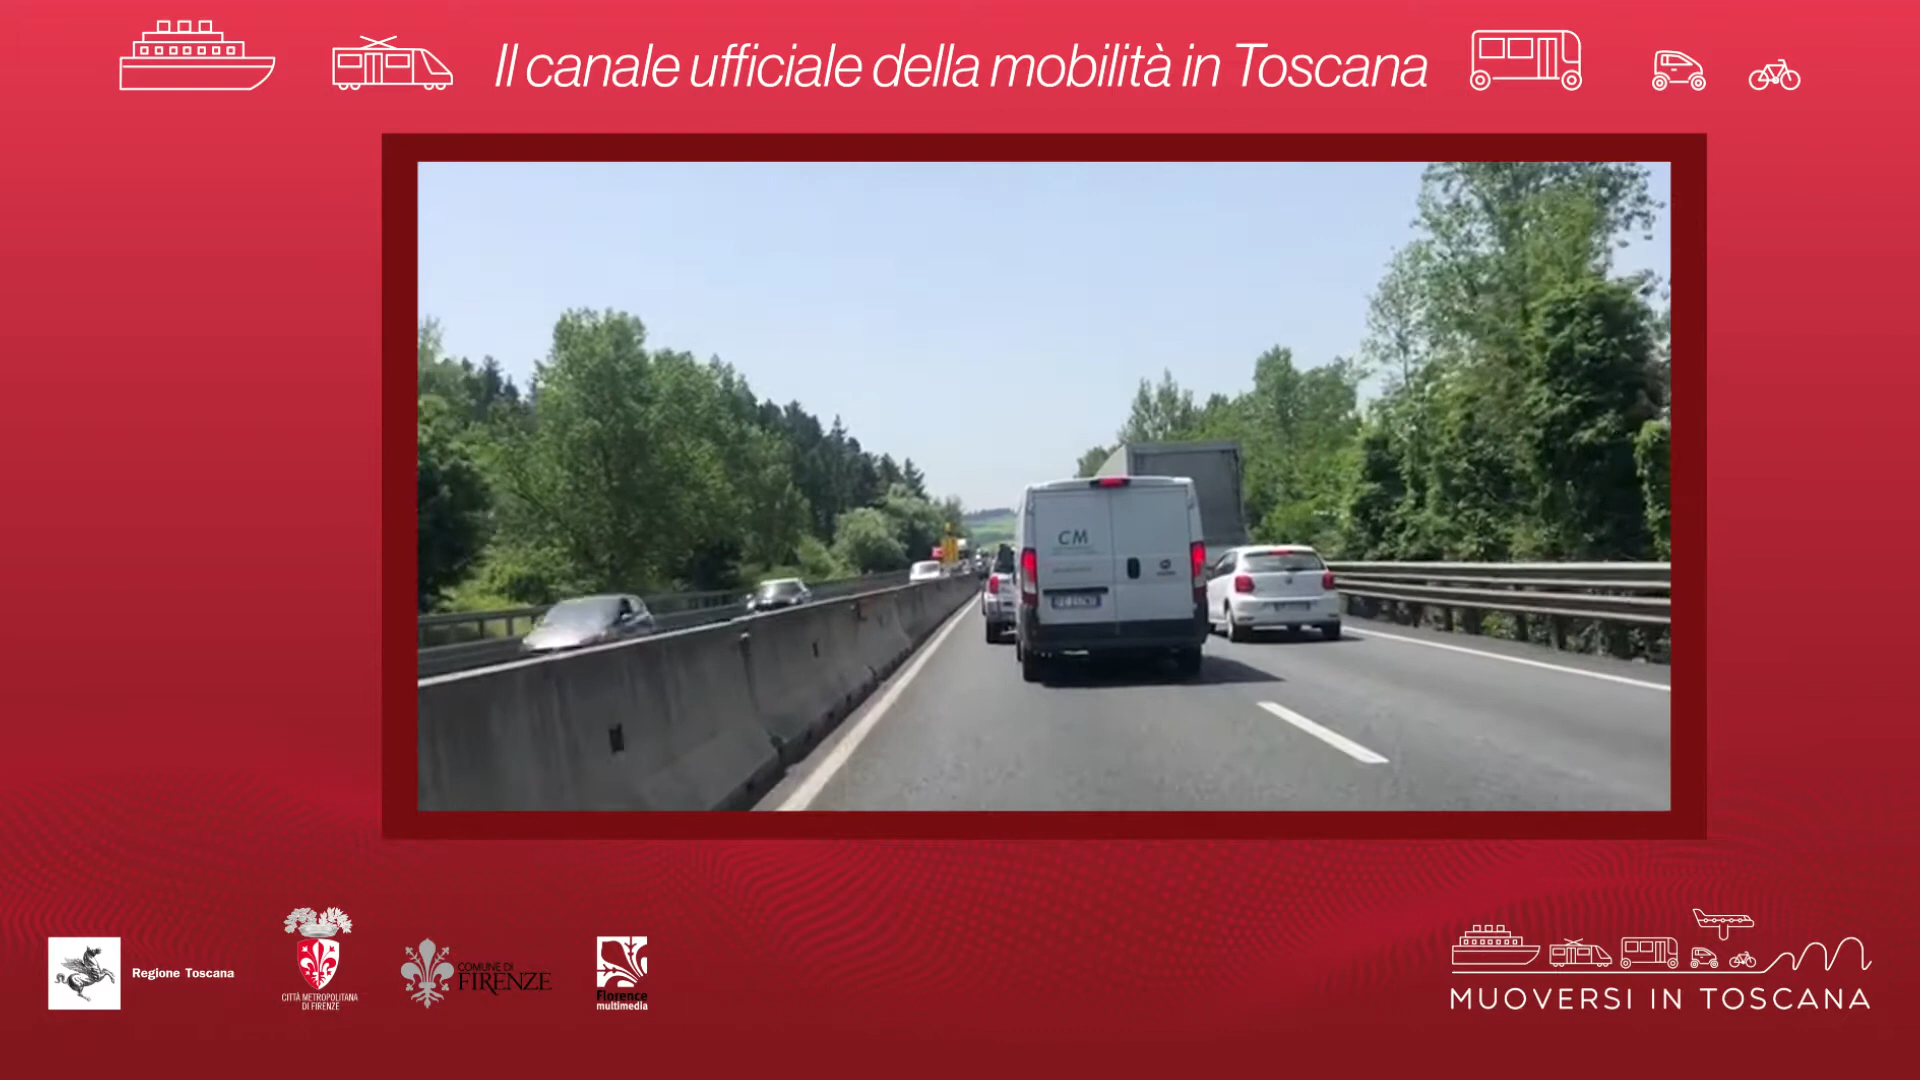 Il canale ufficiale della mobilità in Toscana
CM
Regione Toscana
CITTÀ METROPOLITANA
DI FIRENZE
COMUNE DI
FIRENZE
Florence
multimedia
MUOVERSI IN TOSCANA